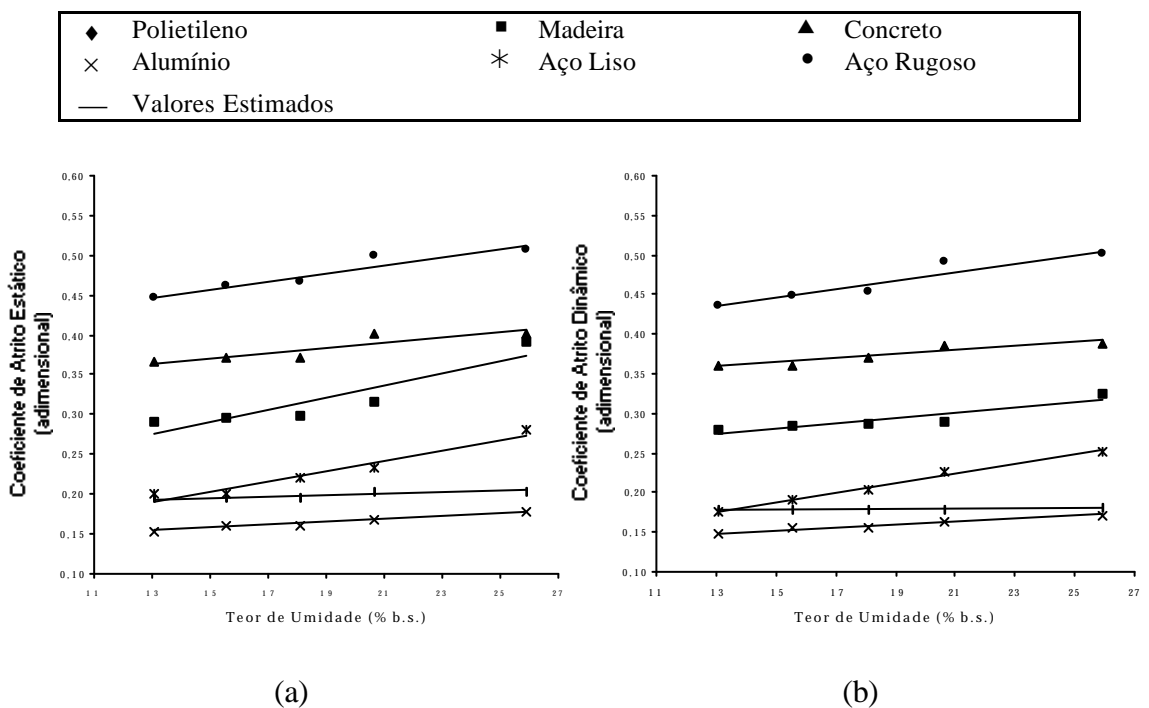 Polietileno Madeira Concreto
Alumínio Aço Liso Aço Rugoso
Valores Estimados
0,60
0,55
0,50
0,45
0,40
0,35
0,30
0,25
0,20
0,15
0,10
Coeficiente de Atrito Estático
(adimensional)
11 13 15 17 19 21 23 25 27
Teor de Umidade (% b.s.)
(a)
0,60
0,55
0,50
0,45
0,40
0,35
0,30
0,25
0,20
0,15
0,10
Coeficiente de Atrito Dinâmico
(adimensional)
11 13 15 17 19 21 23 25 27
Teor de Umidade (% b.s.)
(b)